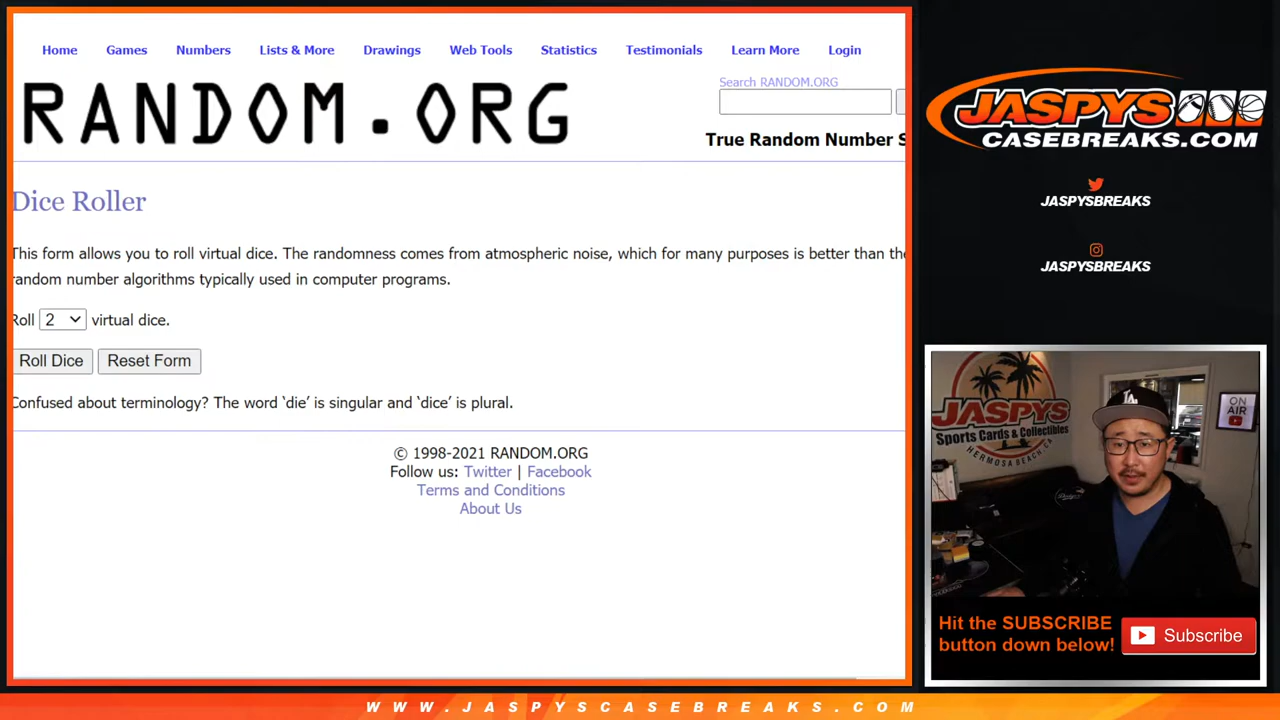 Home Games Numbers Lists & More Drawings Web Tools Statistics Testimonials Learn More Login
RANDOM.ORG
Search RANDOM.ORG
True Random Number S
Dice Roller
This form allows you to roll virtual dice. The randomness comes from atmospheric noise, which for many purposes is better than the
random number algorithms typically used in computer programs.
Roll 2 virtual dice.
Roll Dice Reset Form
Confused about terminology? The word ‘die’ is singular and ‘dice’ is plural.
© 1998-2021 RANDOM.ORG
Follow us: Twitter | Facebook
Terms and Conditions
About Us
JASPYS
CASEBREAKS.COM
JASPYSBREAKS
JASPYSBREAKS
JASPYS
Sports Cards & Collectibles
HERMOSA BEACH, CA
LA
ON
AIR
Hit the SUBSCRIBE
button down below!
Subscribe
WWW.JASPYSCASEBREAKS.COM